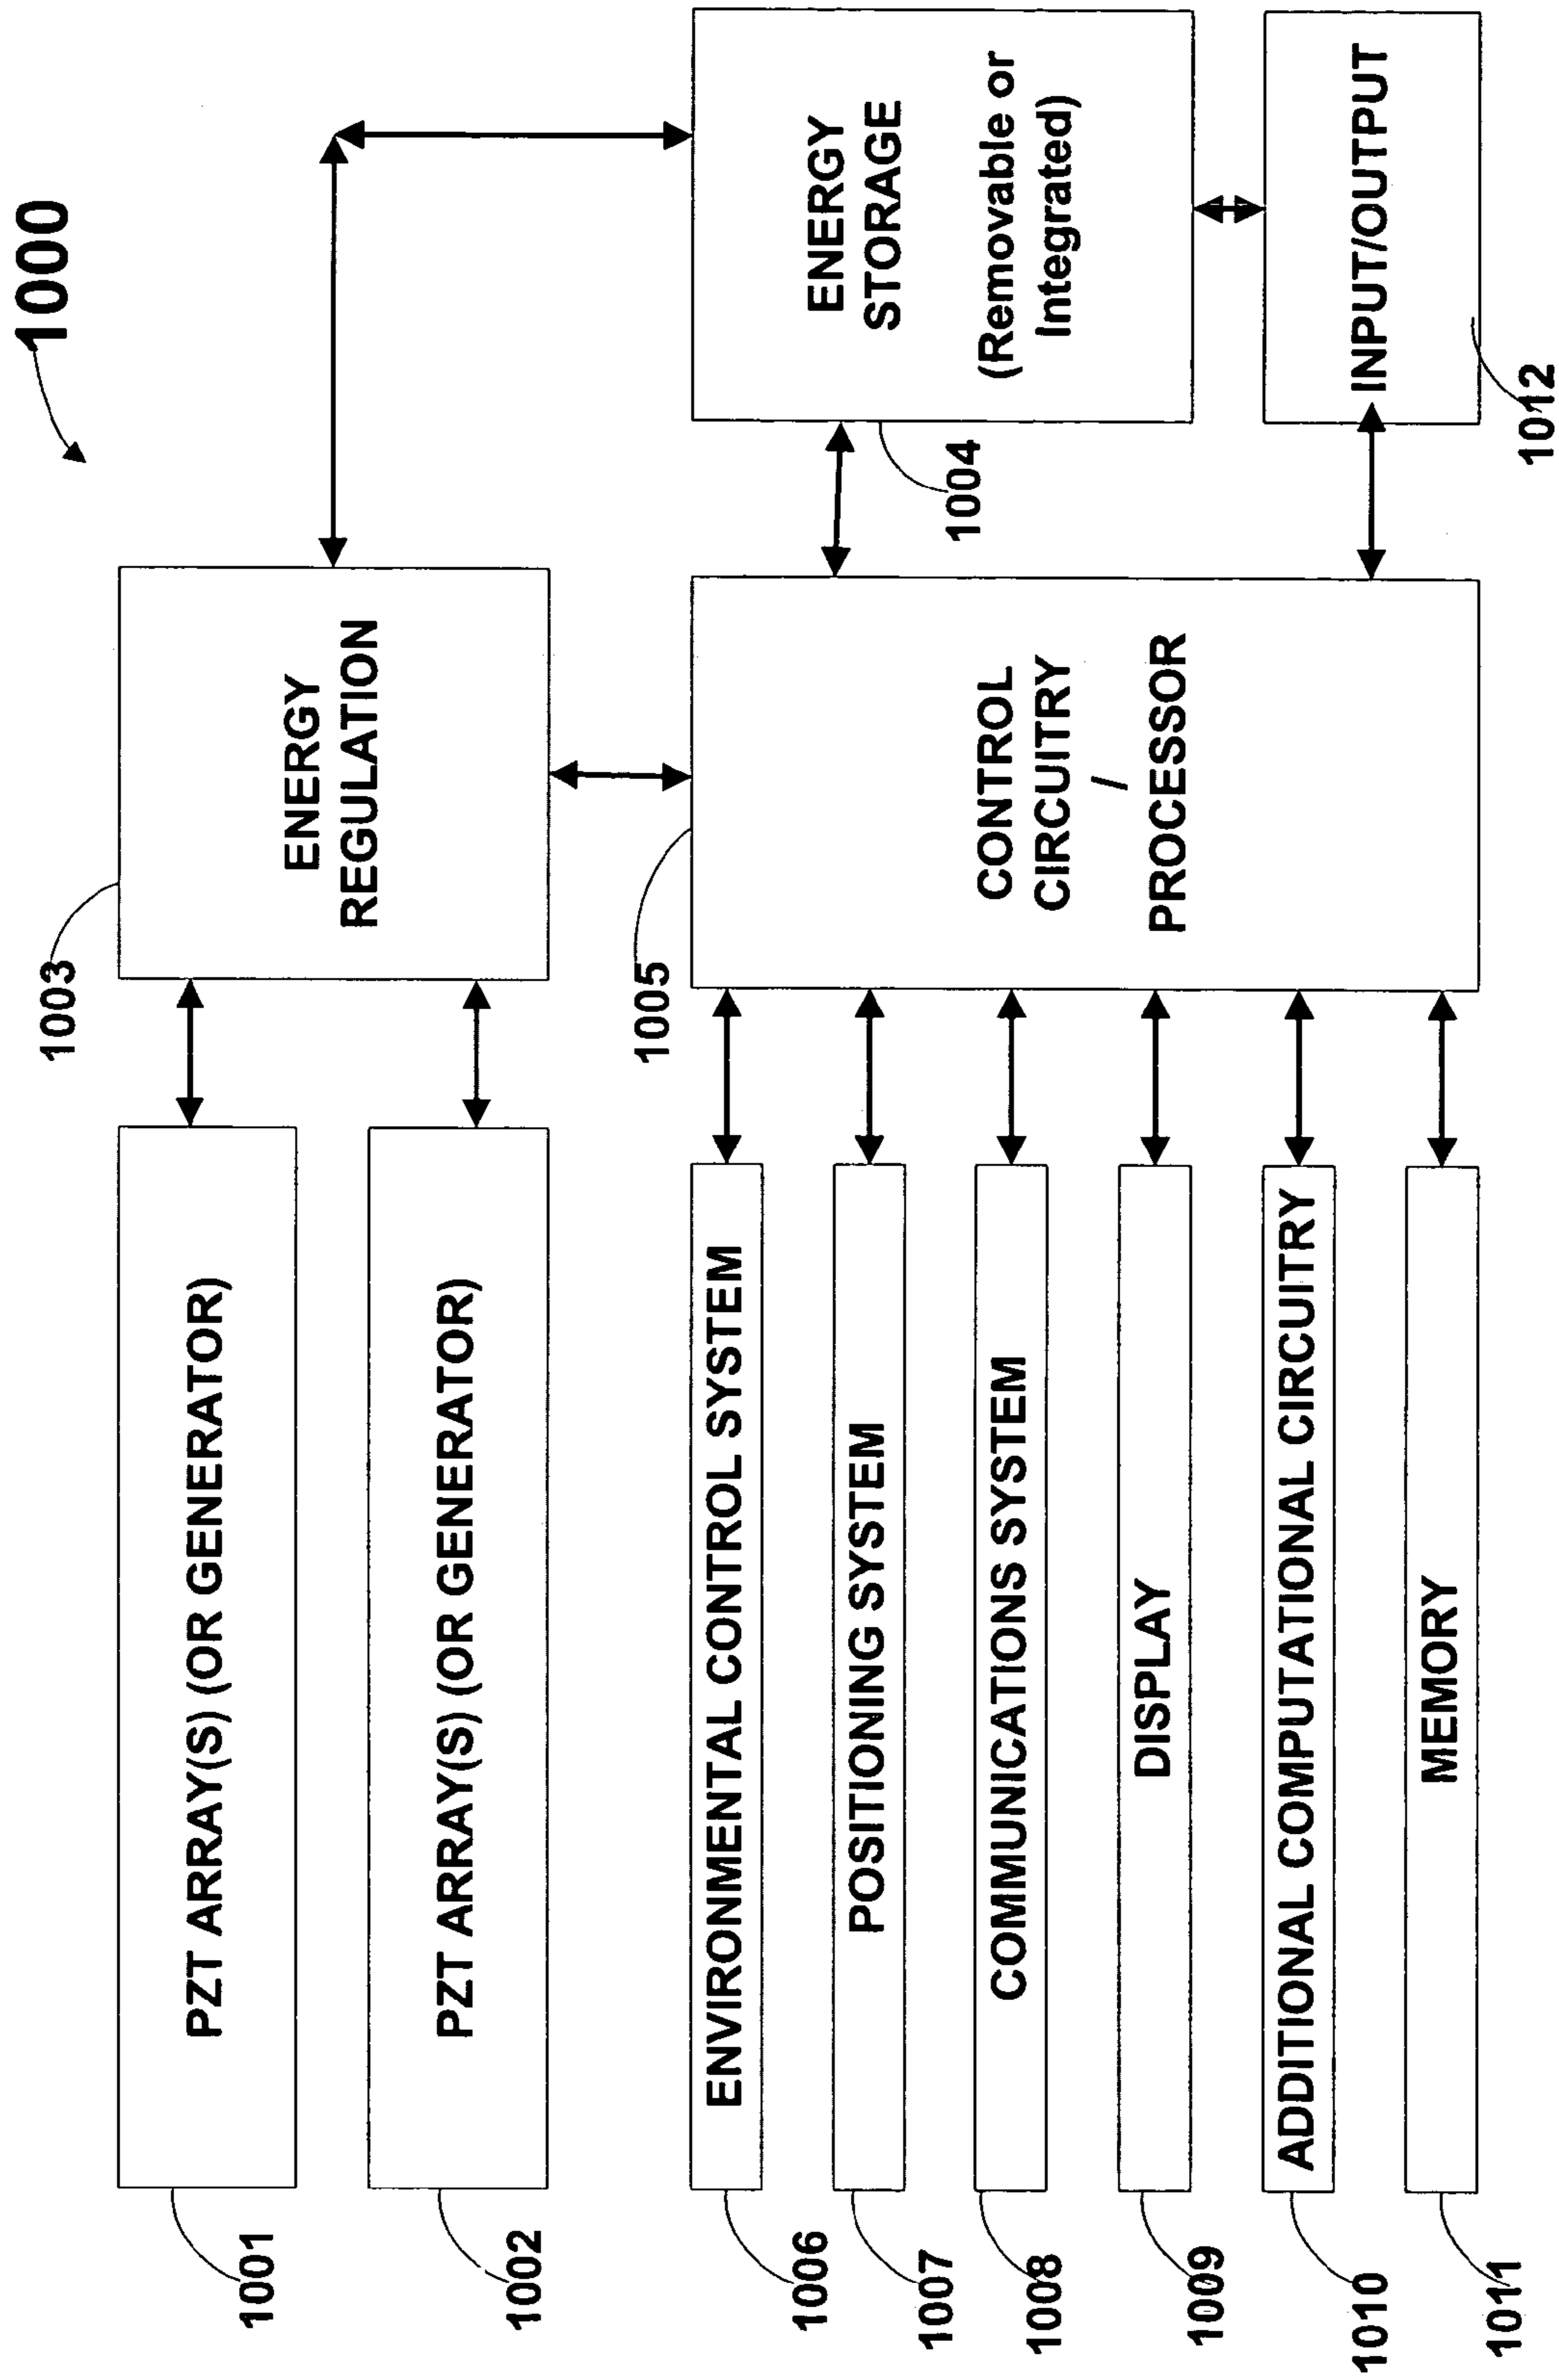 1000
1003
1001
PZT ARRAY(S) (OR GENERATOR)
ENERGY
REGULATION
1002
PZT ARRAY(S) (OR GENERATOR)
1005
1006
ENVIRONMENTAL CONTROL SYSTEM
1007
POSITIONING SYSTEM
1008
COMMUNICATIONS SYSTEM
1009
DISPLAY
1010
ADDITIONAL COMPUTATIONAL CIRCUITRY
1011
MEMORY
CONTROL
CIRCUITRY
/
PROCESSOR
1004
ENERGY
STORAGE
(Removable or
Integrated)
INPUT/OUTPUT
1012